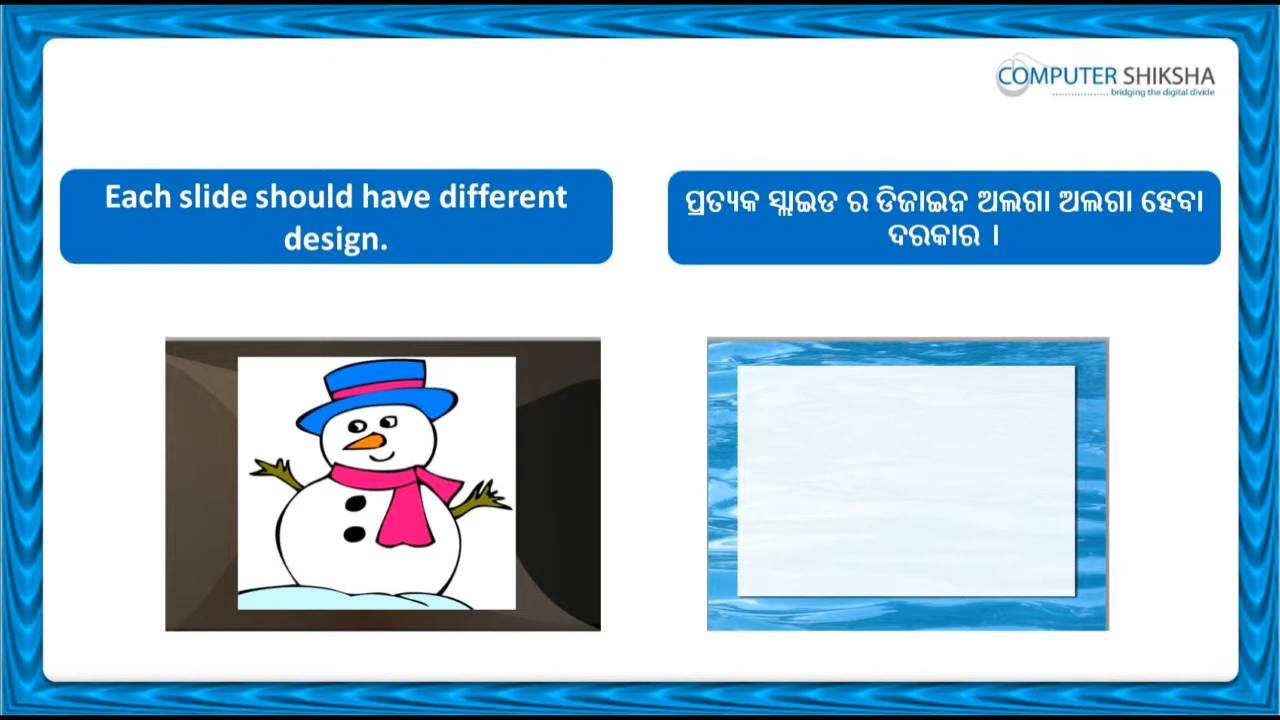 COMPUTER SHIKSHA
bridging the digital divide
Each slide should have different
design.
ପ୍ରତ୍ୟକ ସ୍ଲାଇଡ ର ଡିଜାଇନ ଅଲଗା ଅଲଗା ହେବା
ଦରକାର ।